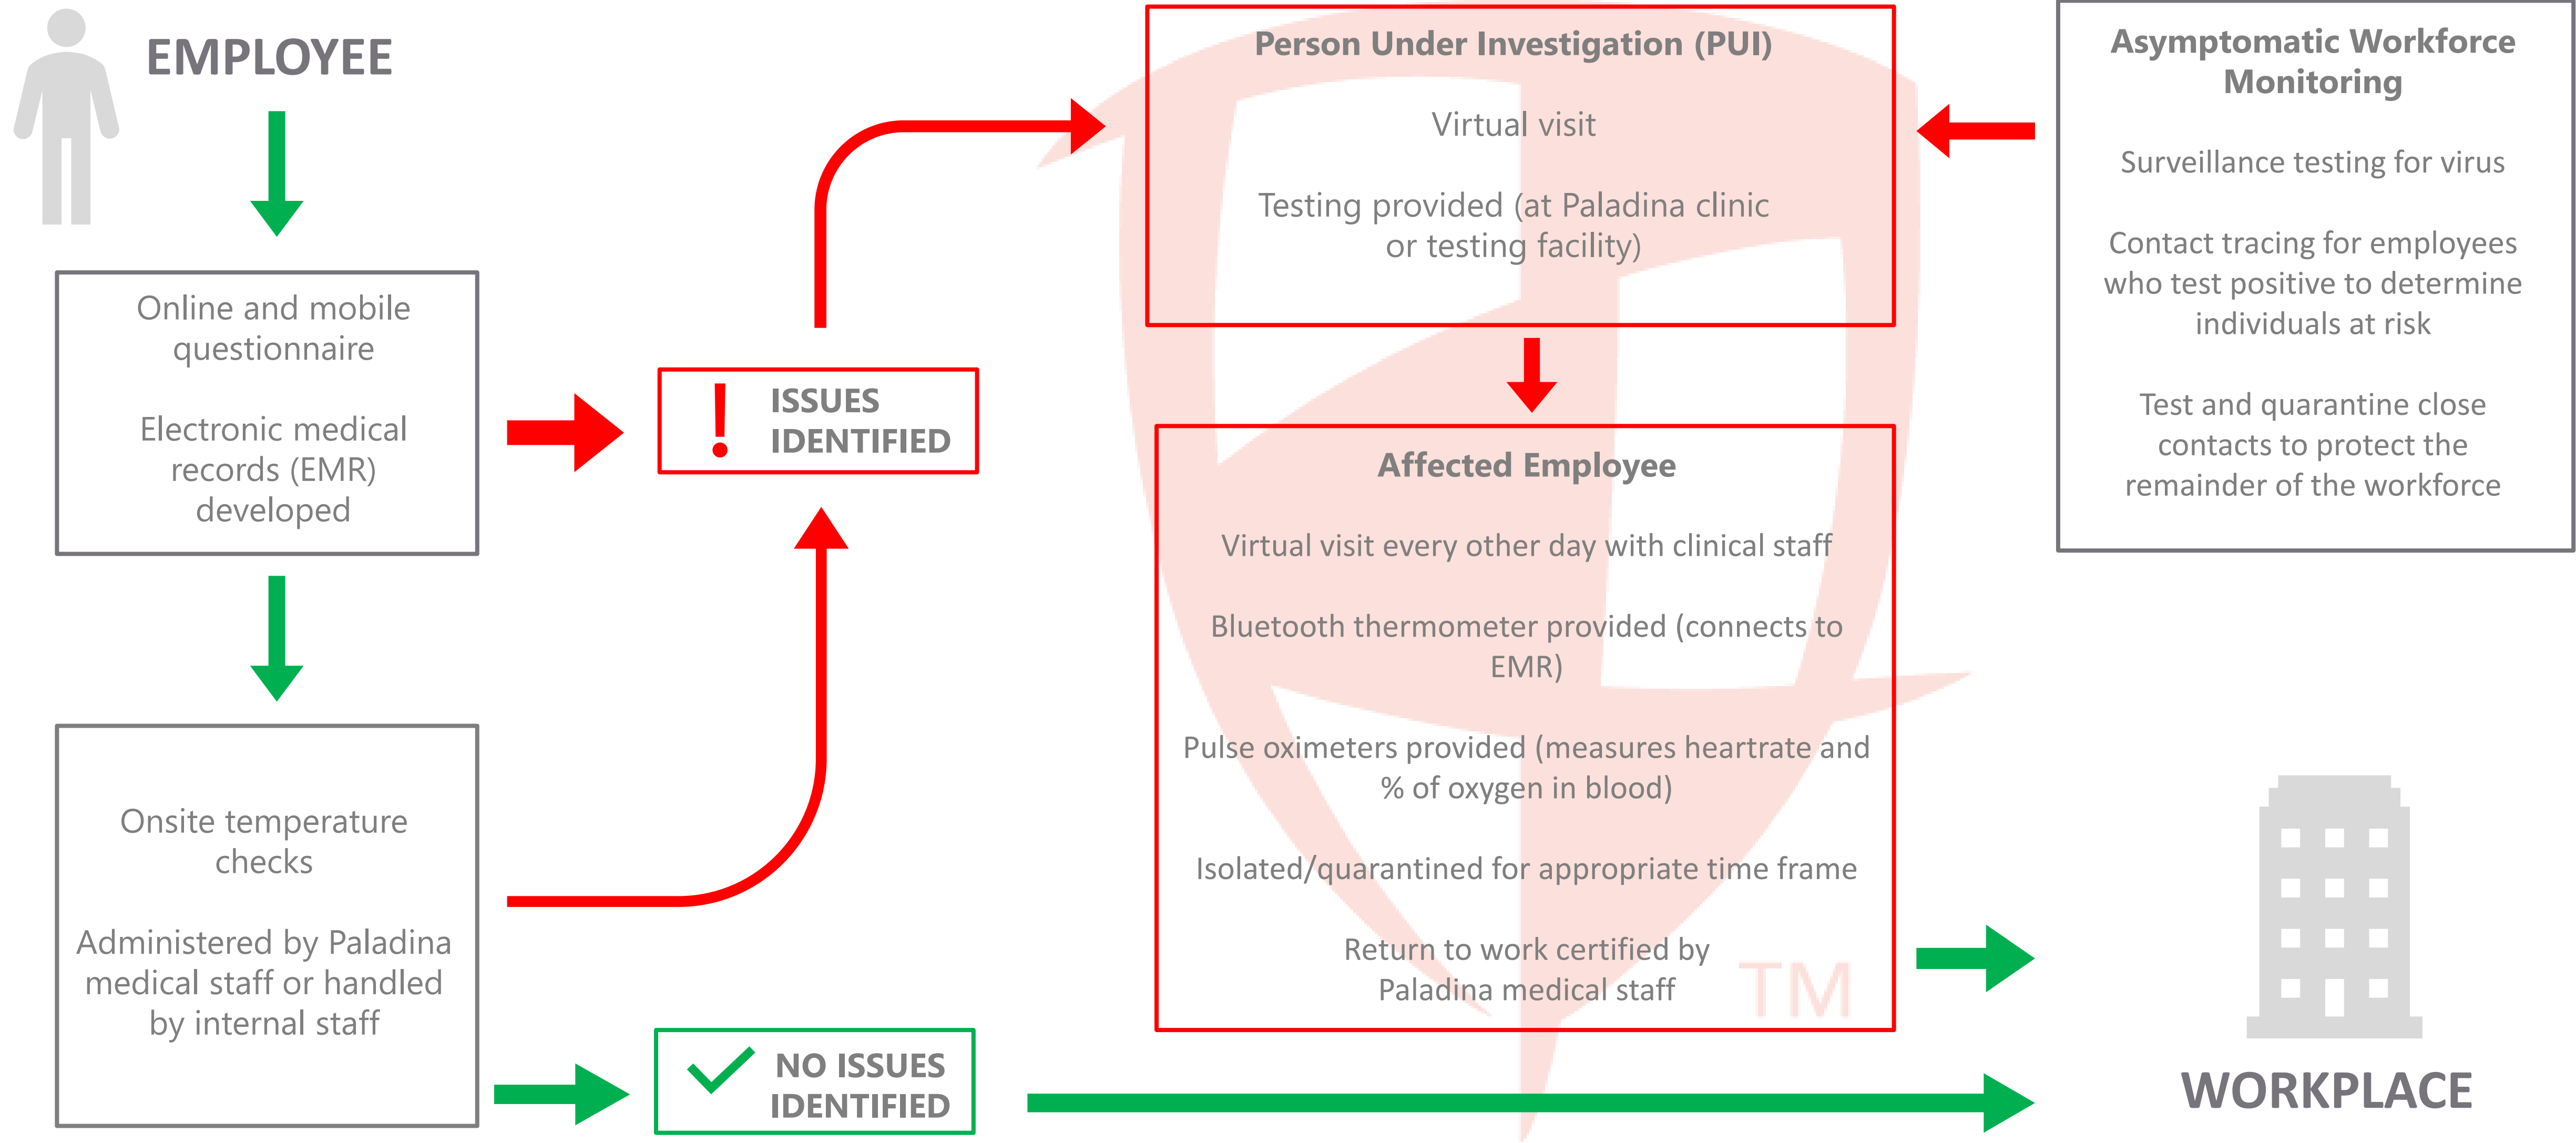 EMPLOYEE
Online and mobile
questionnaire
Electronic medical
records (EMR)
developed
Onsite temperature
checks
Administered by Paladina
medical staff or handled
by internal staff
! ISSUES
IDENTIFIED
NO ISSUES
IDENTIFIED
Person Under Investigation (PUI)
Virtual visit
Testing provided (at Paladina clinic
or testing facility)
Affected Employee
Virtual visit every other day with clinical staff
Bluetooth thermometer provided (connects to
EMR)
Pulse oximeters provided (measures heartrate and
% of oxygen in blood)
Isolated/quarantined for appropriate time frame
Return to work certified by
Paladina medical staff
TM
Asymptomatic Workforce
Monitoring
Surveillance testing for virus
Contact tracing for employees
who test positive to determine
individuals at risk
Test and quarantine close
contacts to protect the
remainder of the workforce
WORKPLACE